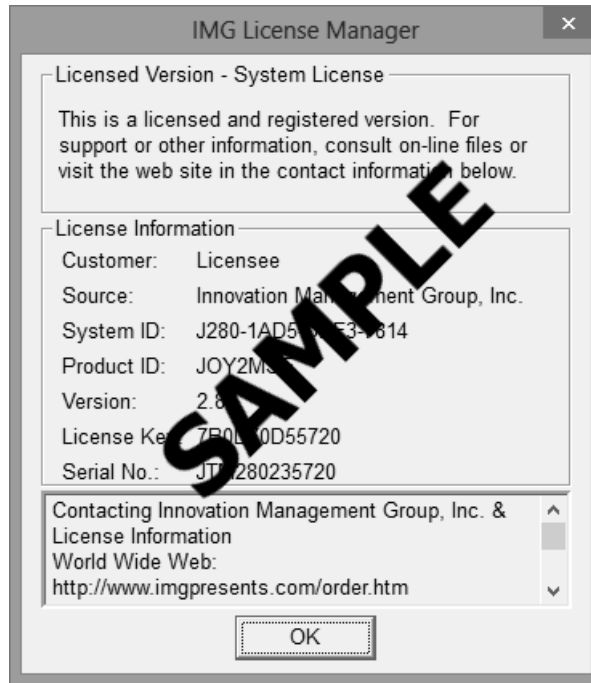 IMG License Manager
Licensed Version - System License
This is a licensed and registered version. For
support or other information, consult on-line files or
visit the web site in the contact information below.
License Information
Customer: Licensee
Source: Innovation Management Group, Inc.
System ID:
Product ID:
Version:
License Key:
Serial No.:
SAMPLE
Contacting Innovation Management Group, Inc. &
License Information
World Wide Web:
http://www.imgpresents.com/order.htm
OK